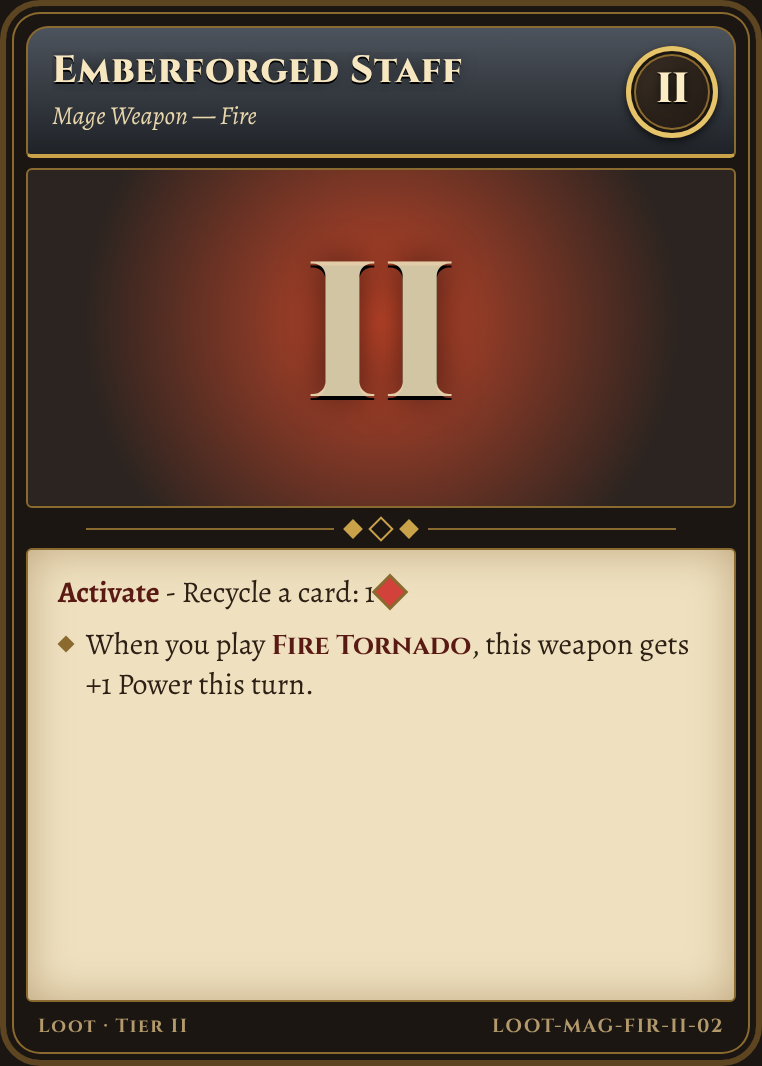 Emberforged Staff
Mage Weapon — Fire
II
II
Activate - Recycle a card: 1
When you play Fire Tornado, this weapon gets
+1 Power this turn.
Loot · Tier II
LOOT-MAG-FIR-II-02